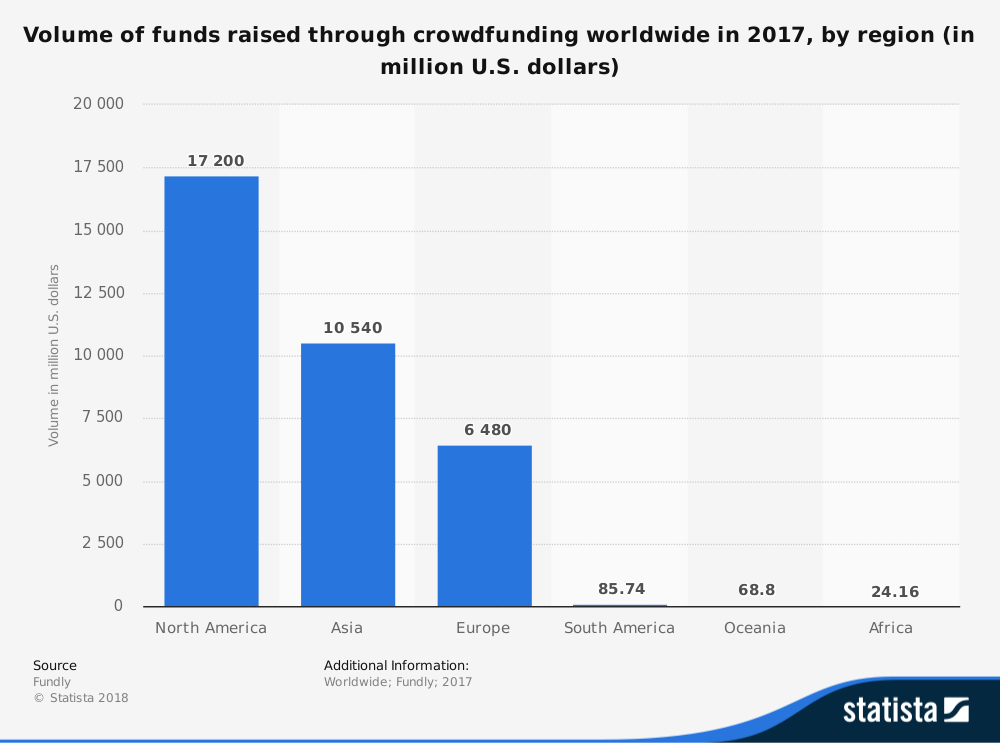 Volume of funds raised through crowdfunding worldwide in 2017, by region (in
million U.S. dollars)
Volume in million U.S. dollars
20 000
17 500
15 000
12 500
10 000
7 500
5 000
2 500
0
17 200
10 540
6 480
85.74
68.8
24.16
North America
Asia
Europe
South America
Oceania
Africa
Source
Fundly
© Statista 2018
Additional Information:
Worldwide; Fundly; 2017
statista